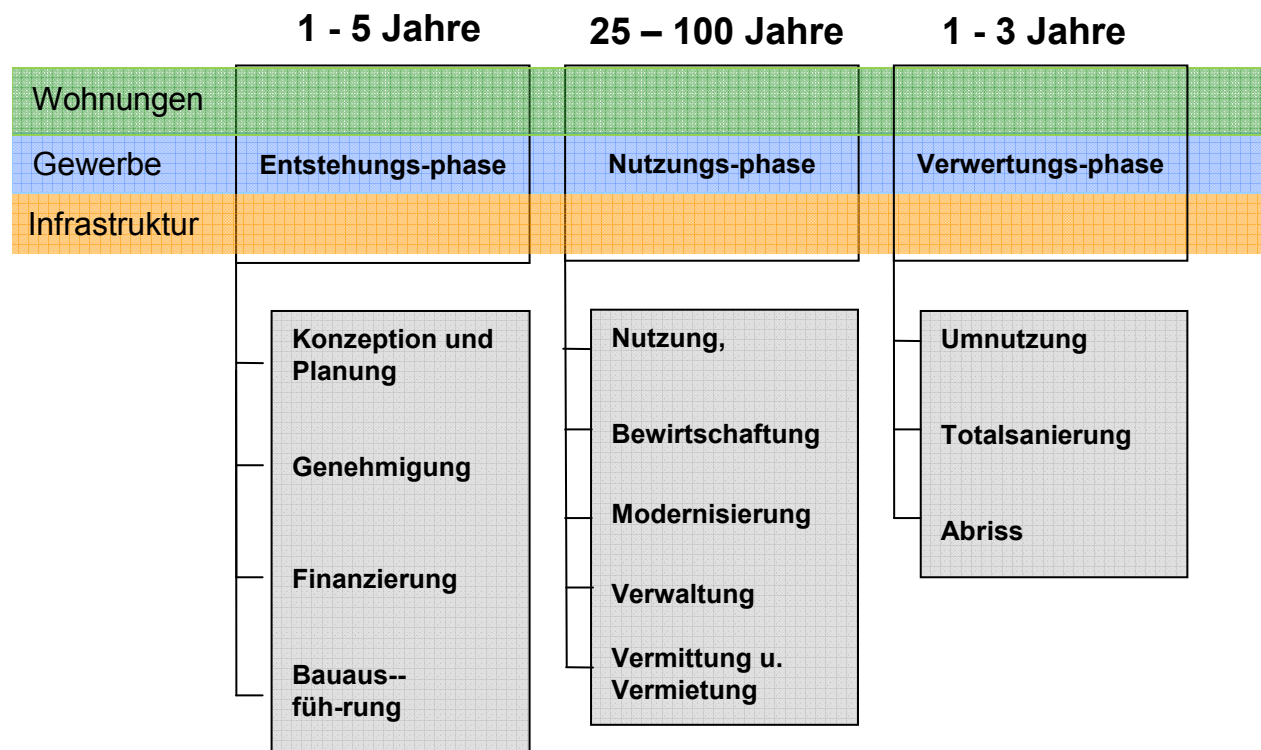 1 - 5 Jahre
25 – 100 Jahre
1 - 3 Jahre
Wohnungen
Gewerbe
Infrastruktur
Entstehungs-phase
Nutzungs-phase
Verwertungs-phase
Konzeption und
Planung
Genehmigung
Finanzierung
Bauaus--
füh-rung
Nutzung,
Bewirtschaftung
Modernisierung
Verwaltung
Vermittung u.
Vermietung
Umnutzung
Totalsanierung
Abriss